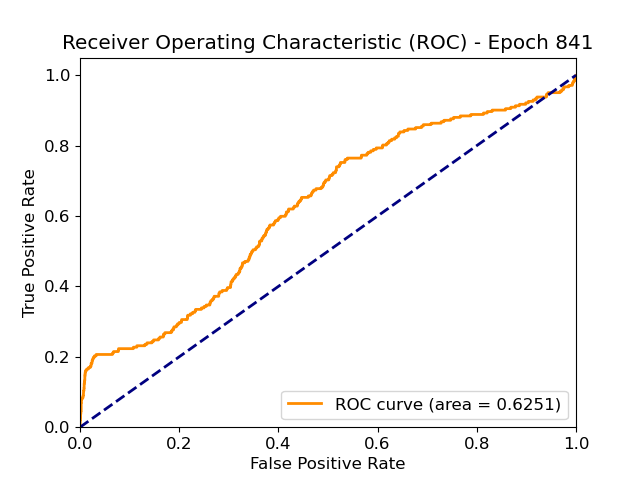 Receiver Operating Characteristic (ROC) - Epoch 841
1.0
0.8
0.6
0.4
0.2
0.0
True Positive Rate
ROC curve (area = 0.6251)
0.0 0.2 0.4 0.6 0.8 1.0
False Positive Rate